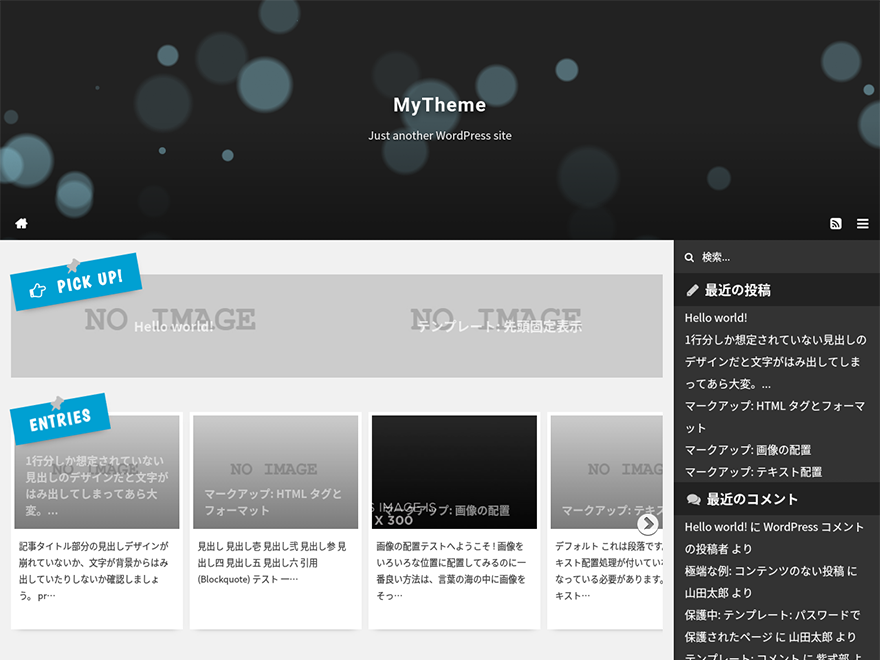 MyTheme
Just another WordPress site
PICK UP!
NO IMAGE
Hello world!
NO IMAGE
テンプレート: 先頭固定表示
ENTRIES
NO IMAGE
1行分しか想定されていない
見出しのデザインだと文字が
はみ出してしまってあら大
変。...
記事タイトル部分の見出しデザインが
崩れていないか、文字が背景からはみ
出していたりしないか確認しましょ
う。 pr…
NO IMAGE
マークアップ: HTML タグと
フォーマット
見出し 見出し壱 見出し弐 見出し参 見
出し四 見出し五 見出し六 引用
(Blockquote) テスト 一…
S IMAGE IS
X 300
マークアップ: 画像の配置
画像の配置テストへようこそ ! 画像を
いろいろな位置に配置してみるのに一
番良い方法は、言葉の海の中に画像を
そっ…
NO IMAG
マークアップ: テキス
デフォルト これは段落です。
キスト配置処理が付いていな
なっている必要があります。
キスト…
検索...
最近の投稿
Hello world!
1行分しか想定されていない見出しの
デザインだと文字がはみ出してしま
ってあら大変。...
マークアップ: HTML タグとフォーマ
ット
マークアップ: 画像の配置
マークアップ: テキスト配置
最近のコメント
Hello world! に WordPress コメント
の投稿者 より
極端な例: コンテンツのない投稿 に
山田太郎 より
保護中: テンプレート: パスワードで
保護されたページ に 山田太郎 より
テンプレート: コメント に 紫式部 よ